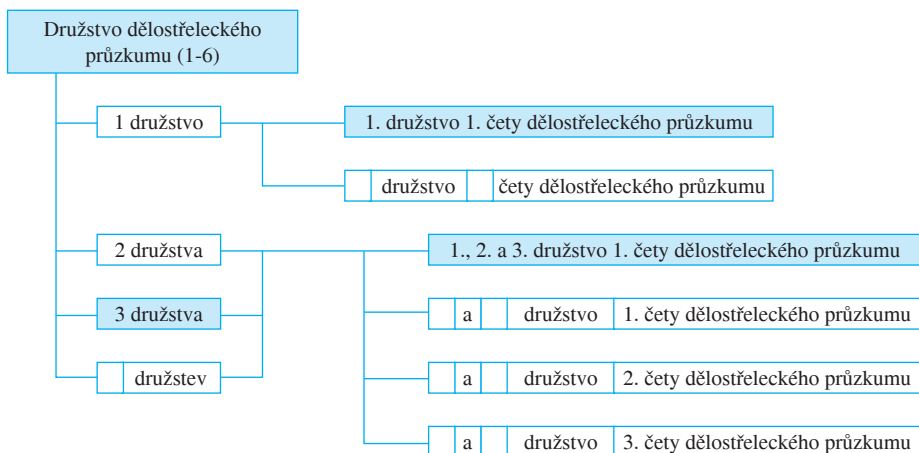 Družstvo dělostřeleckého
průzkumu (1-6)
1 družstvo
1. družstvo 1. čety dělostřeleckého průzkumu
družstvo čety dělostřeleckého průzkumu
2 družstva
1., 2. a 3. družstvo 1. čety dělostřeleckého průzkumu
3 družstva
a družstvo 1. čety dělostřeleckého průzkumu
družstev
a družstvo 2. čety dělostřeleckého průzkumu
a družstvo 3. čety dělostřeleckého průzkumu